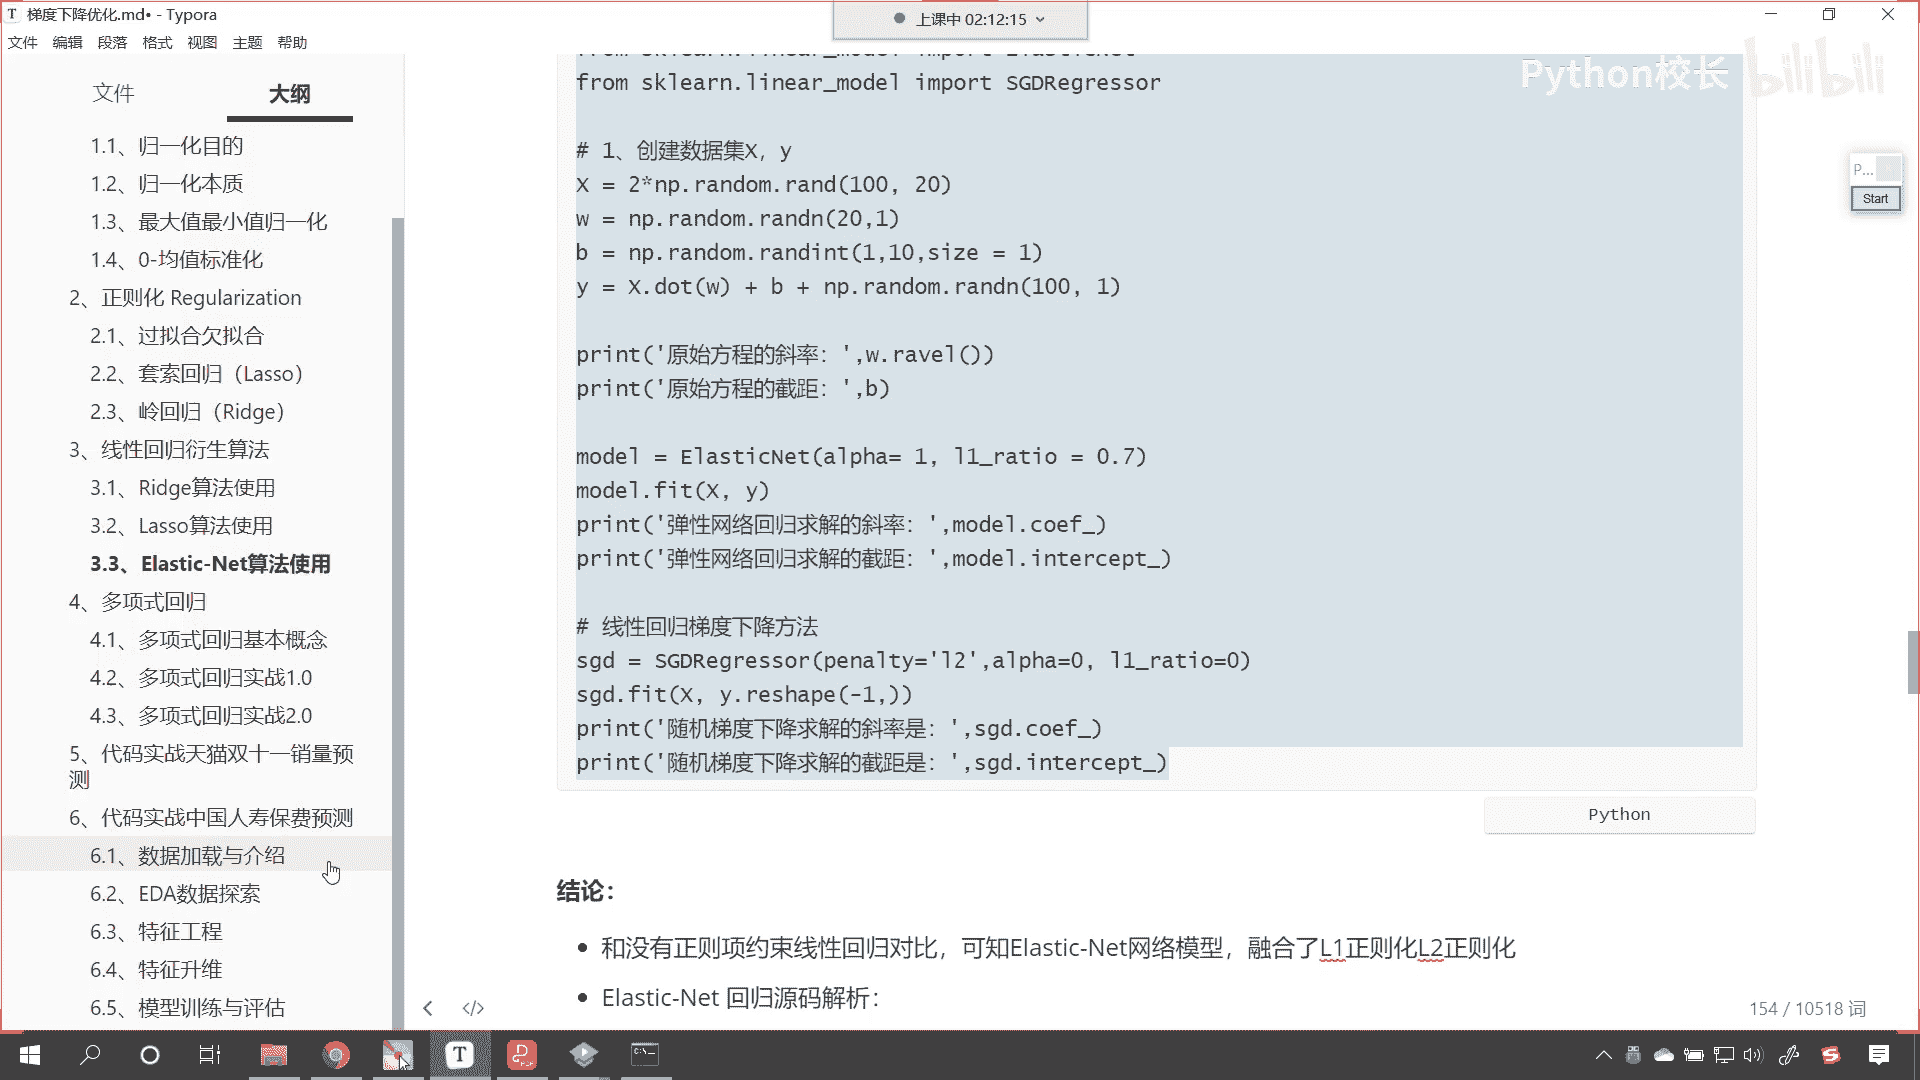 梯度下降优化.md• - Typora
上课中 02:12:15
文件 编辑 段落 格式 视图 主题 帮助
Python校长 bilibili
文件 大纲
1.1、归一化目的
1.2、归一化本质
1.3、最大值最小值归一化
1.4、0-均值标准化
2、正则化 Regularization
2.1、过拟合欠拟合
2.2、套索回归（Lasso）
2.3、岭回归（Ridge）
3、线性回归衍生算法
3.1、Ridge算法使用
3.2、Lasso算法使用
3.3、Elastic-Net算法使用
4、多项式回归
4.1、多项式回归基本概念
4.2、多项式回归实战1.0
4.3、多项式回归实战2.0
5、代码实战天猫双十一销量预
测
6、代码实战中国人寿保费预测
6.1、数据加载与介绍
6.2、EDA数据探索
6.3、特征工程
6.4、特征升维
6.5、模型训练与评估
from sklearn.linear_model import ElasticNet
from sklearn.linear_model import SGDRegressor
# 1、创建数据集X，y
X = 2*np.random.rand(100, 20)
w = np.random.randn(20,1)
b = np.random.randint(1,10,size = 1)
y = X.dot(w) + b + np.random.randn(100, 1)
print('原始方程的斜率：',w.ravel())
print('原始方程的截距：',b)
model = ElasticNet(alpha= 1, l1_ratio = 0.7)
model.fit(X, y)
print('弹性网络回归求解的斜率：',model.coef_)
print('弹性网络回归求解的截距：',model.intercept_)
# 线性回归梯度下降方法
sgd = SGDRegressor(penalty='l2',alpha=0, l1_ratio=0)
sgd.fit(X, y.reshape(-1,))
print('随机梯度下降求解的斜率是：',sgd.coef_)
print('随机梯度下降求解的截距是：',sgd.intercept_)
Python
结论：
和没有正则项约束线性回归对比，可知Elastic-Net网络模型，融合了L1正则化L2正则化
Elastic-Net 回归源码解析：
154 / 10518 词
P...
Start